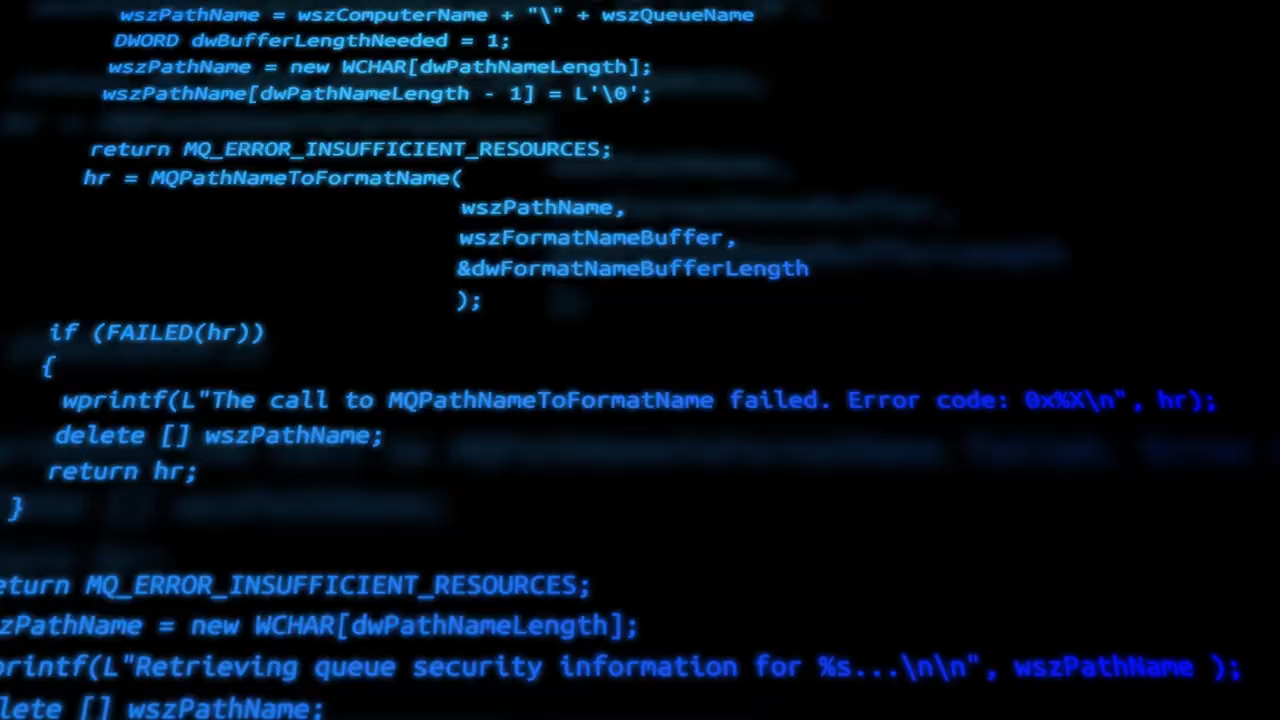 wszPathName = wszComputerName + "\" + wszQueueName
DWORD dwBufferLengthNeeded = 1;
wszPathName = new WCHAR[dwPathNameLength];
wszPathName[dwPathNameLength - 1] = L'\0';
return MQ_ERROR_INSUFFICIENT_RESOURCES;
hr = MQPathNameToFormatName(
wszPathName,
wszFormatNameBuffer,
&dwFormatNameBufferLength
);
if (FAILED(hr))
{
wprintf(L"The call to MQPathNameToFormatName failed. Error code: 0x%X\n", hr);
delete [] wszPathName;
return hr;
}
eturn MQ_ERROR_INSUFFICIENT_RESOURCES;
szPathName = new WCHAR[dwPathNameLength];
printf(L"Retrieving queue security information for %s...\n\n", wszPathName );
lete [] wszPathName;